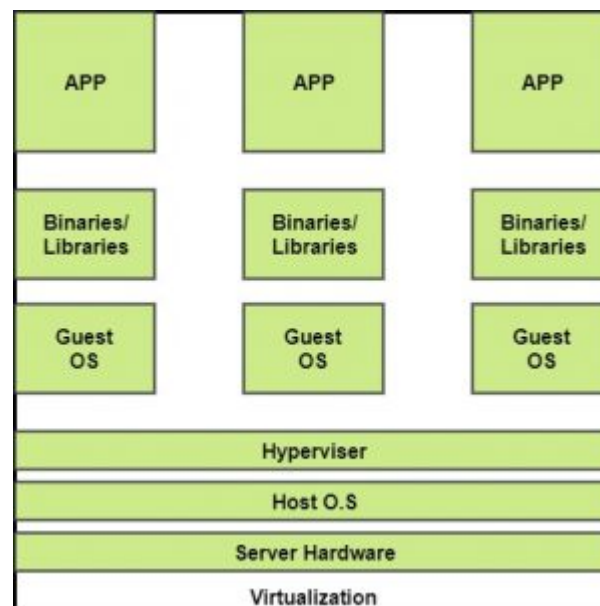 APP APP APP
Binaries/ Binaries/ Binaries/
Libraries Libraries Libraries
Guest Guest Guest
OS OS OS
Hyperviser
Host O.S
Server Hardware
Virtualization